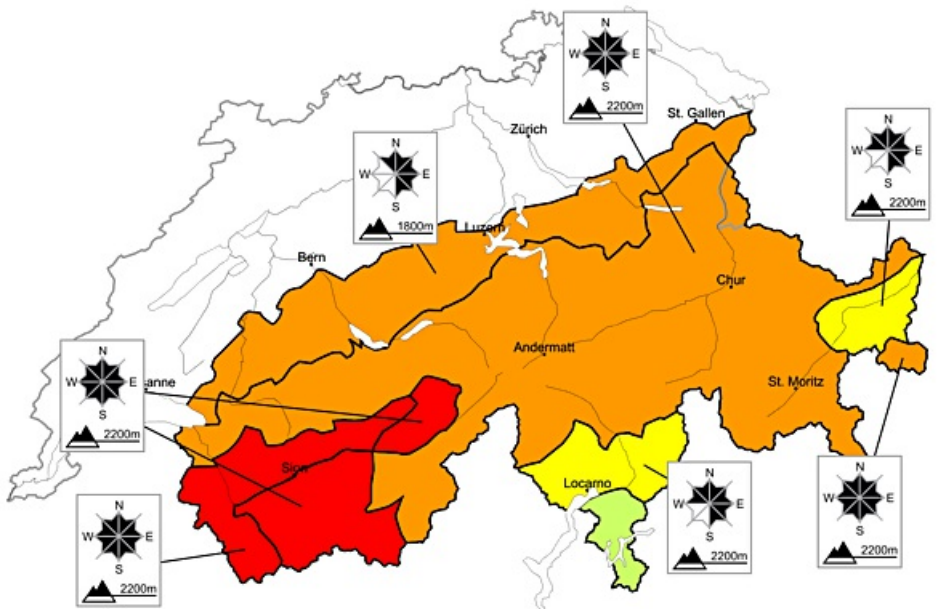 N
W E
S
2200m
St. Gallen
Zürich
N
W E
S
2200m
N
W E
S
1800m
Luzern
Bern
Chur
Andermatt
N
W E
S
2200m
anne
St. Moritz
Sion
Locarno
N
W E
S
2200m
N
W E
S
2200m
N
W E
S
2200m